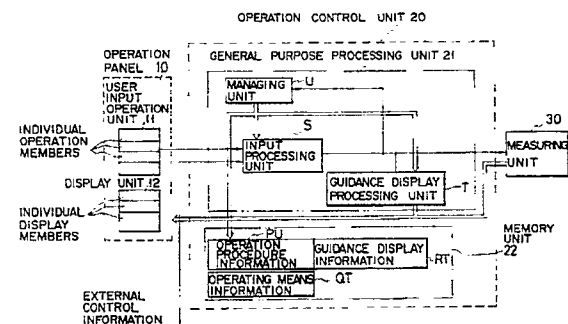 OPERATION CONTROL UNIT 20
OPERATION
PANEL 10
GENERAL PURPOSE PROCESSING UNIT 21
USER
INPUT
OPERATION
UNIT 11
MANAGING
UNIT
U
S
30
INDIVIDUAL
OPERATION
MEMBERS
INPUT
PROCESSING
UNIT
MEASURING
UNIT
DISPLAY UNIT 12
GUIDANCE DISPLAY
PROCESSING UNIT
T
INDIVIDUAL
DISPLAY
MEMBERS
PU
MEMORY
UNIT
22
OPERATION
PROCEDURE
INFORMATION
GUIDANCE DISPLAY
INFORMATION
RT
OPERATING MEANS
INFORMATION
QT
EXTERNAL
CONTROL
INFORMATION